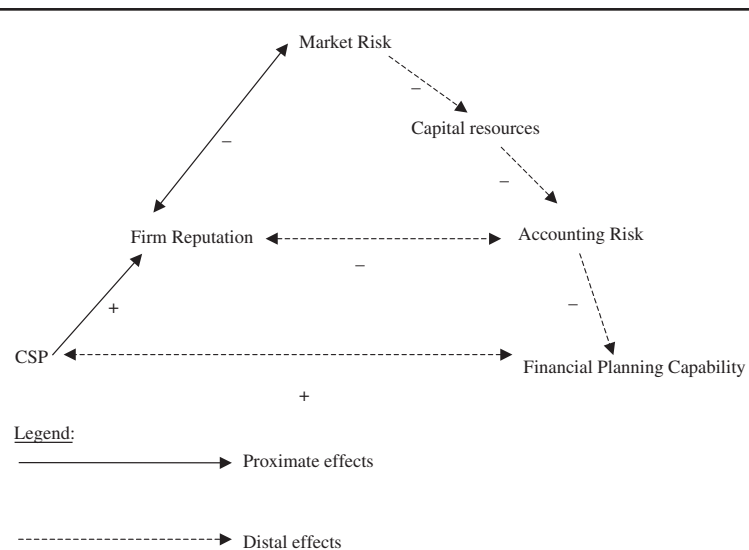 Market Risk
–
Capital resources
–
–
Firm Reputation
Accounting Risk
–
–
+
CSP
Financial Planning Capability
+
Legend:
Proximate effects
Distal effects